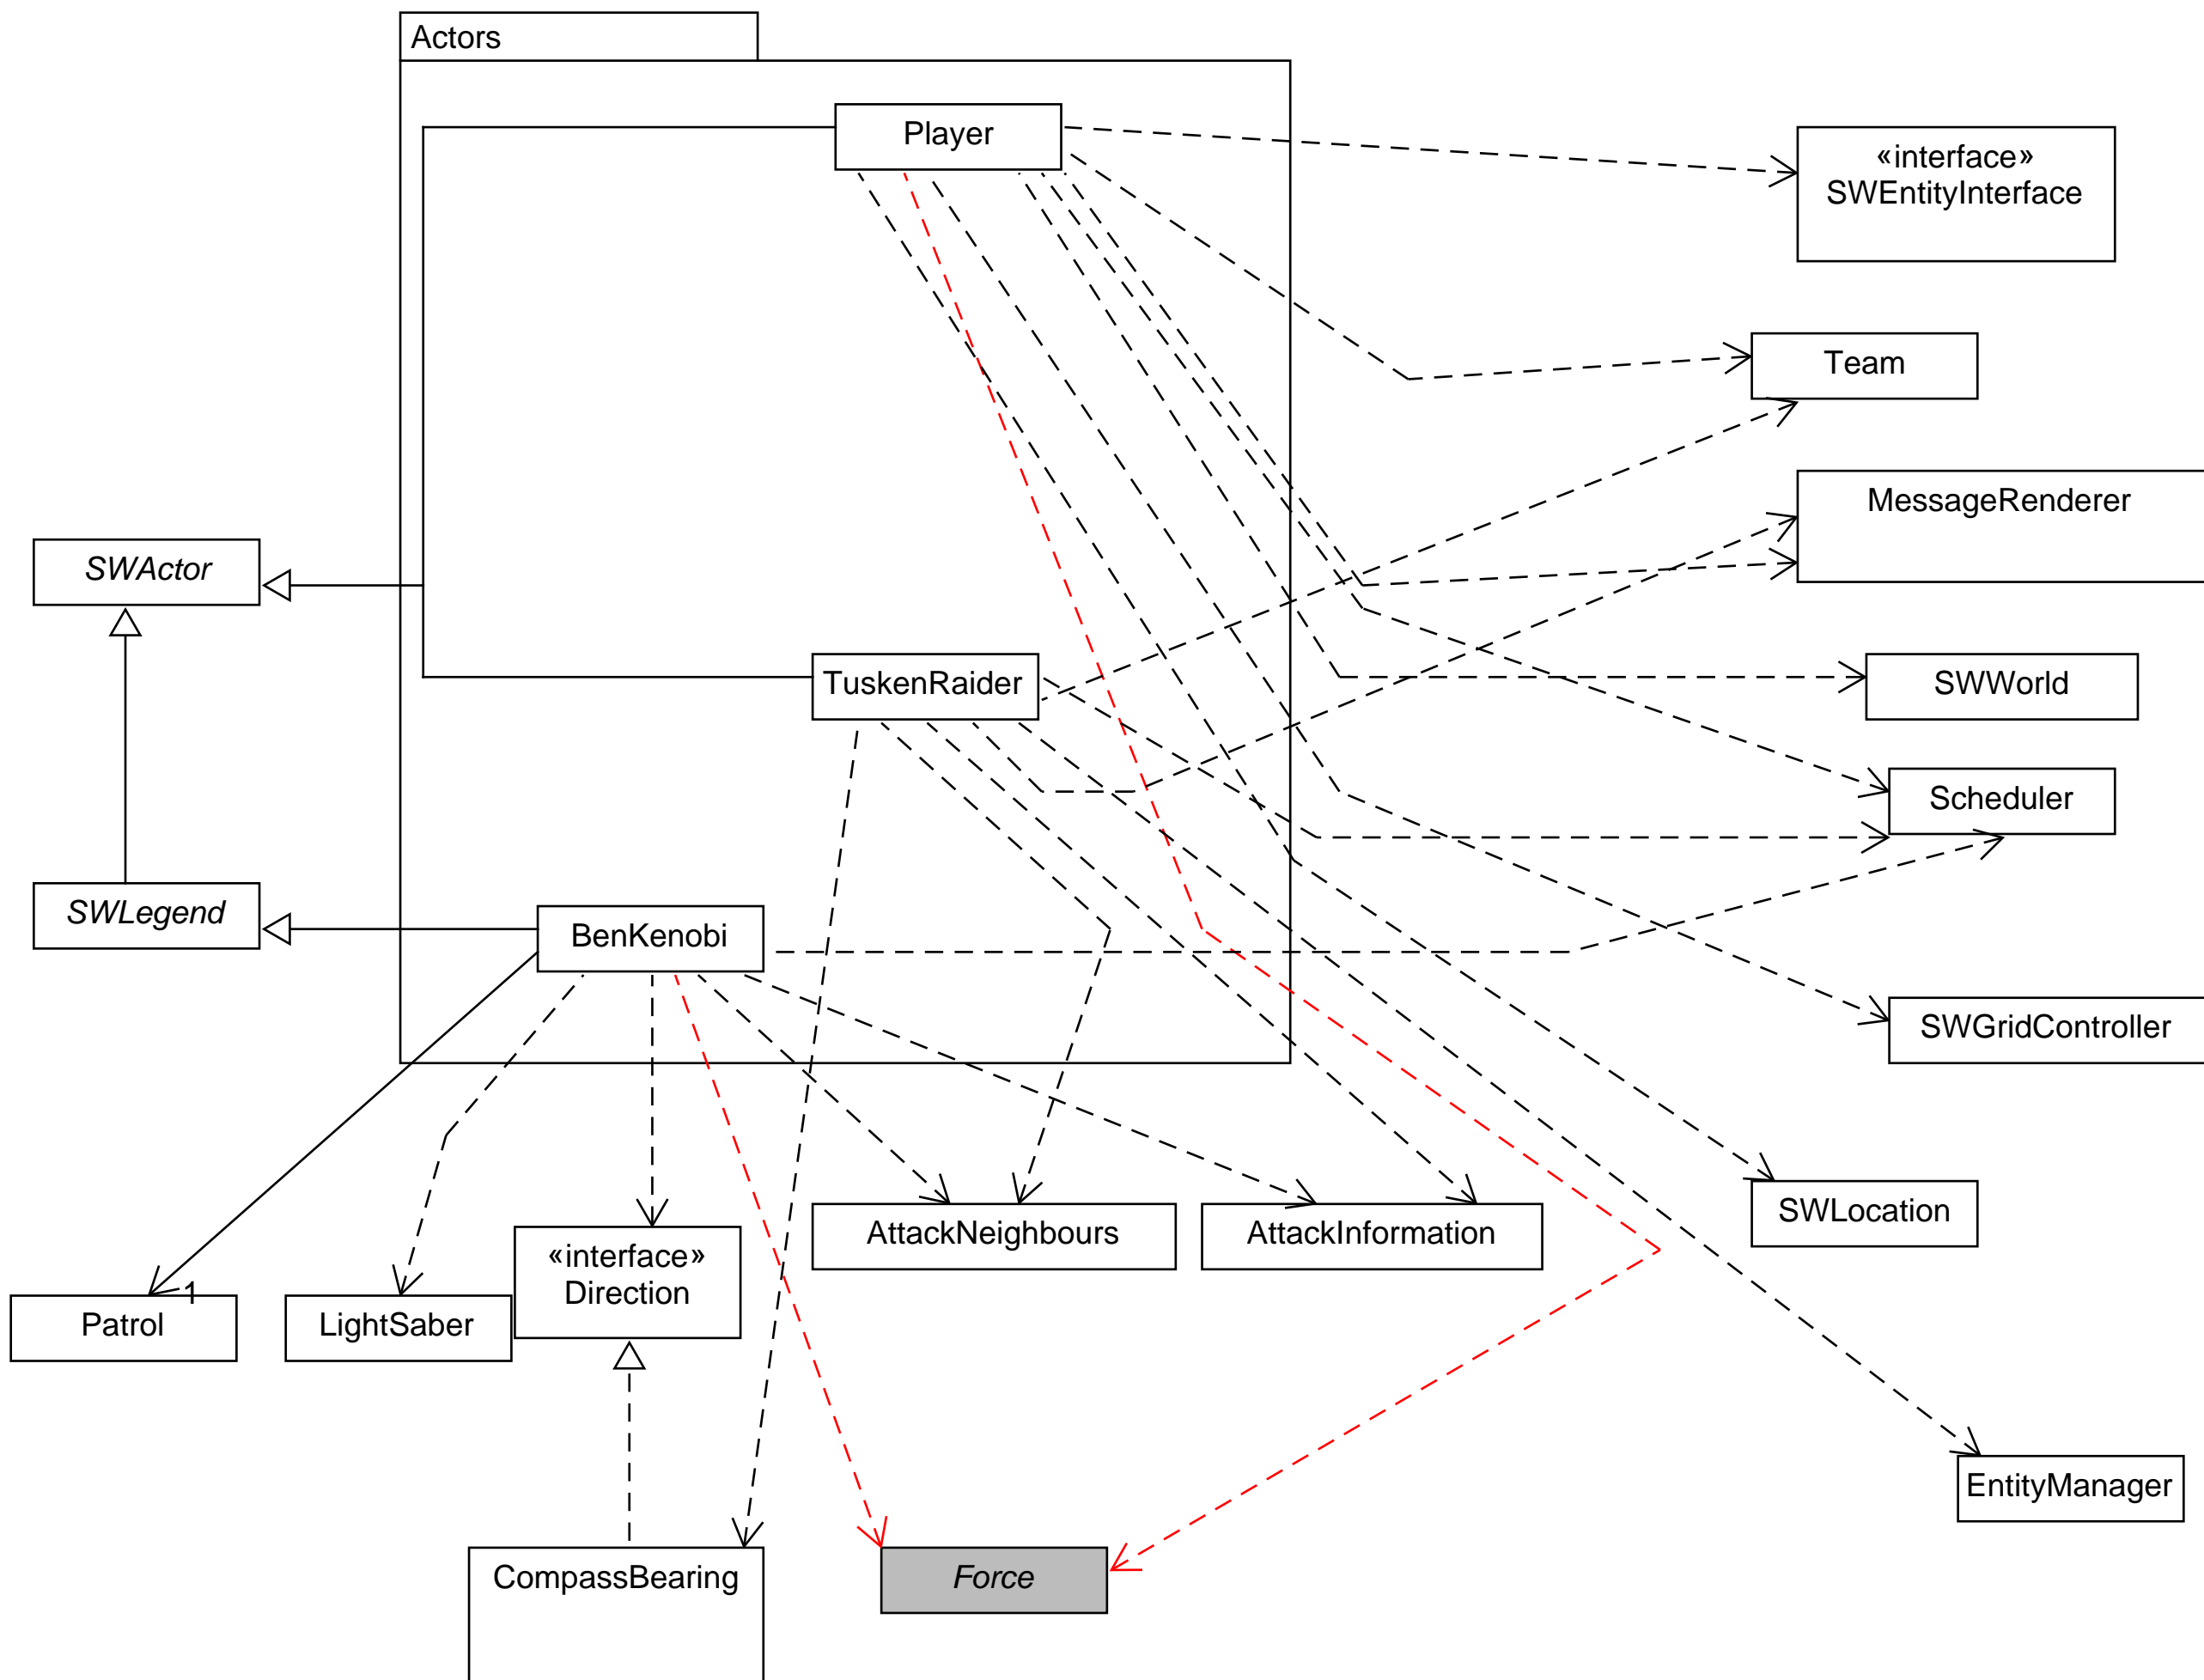 Actors
Player
«interface»
SWEntityInterface
Team
MessageRenderer
SWActor
TuskenRaider
SWWorld
Scheduler
SWLegend
BenKenobi
SWGridController
SWLocation
AttackNeighbours
AttackInformation
«interface»
Direction
1
Patrol
LightSaber
EntityManager
CompassBearing
Force